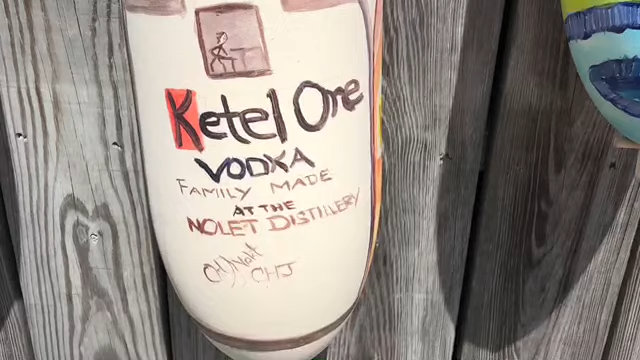 Ketel One
VODKA
FAMILY MADE
AT THE
NOLET DISTILLERY
CHJ